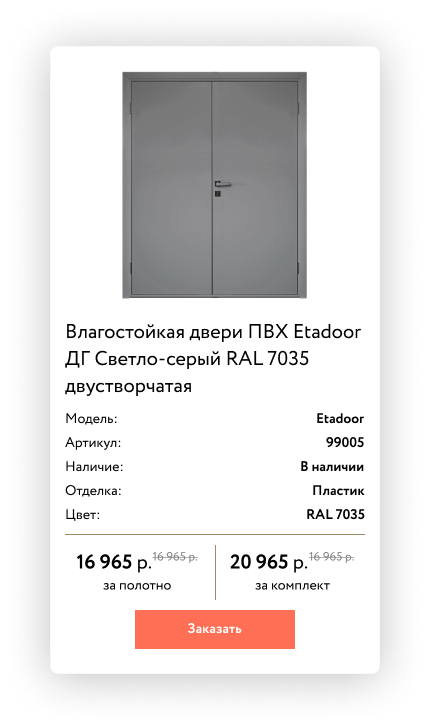 Влагостойкая двери ПВХ Etadoor
ДГ Светло-серый RAL 7035
двустворчатая
Модель: Etadoor
Артикул: 99005
Наличие: В наличии
Отделка: Пластик
Цвет: RAL 7035
16 965 р. 16 965 р. 20 965 р. 16 965 р.
за полотно за комплект
Заказать